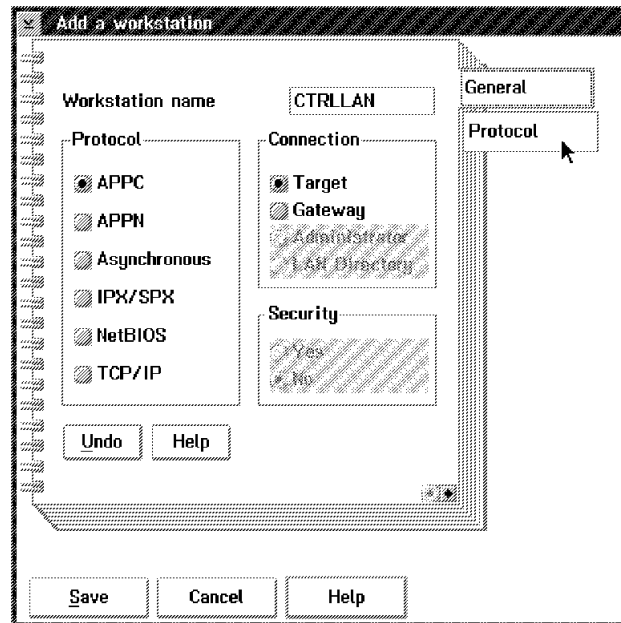 Add a workstation
General
Protocol
Workstation name CTRLLAN
Protocol
APPC
APPN
Asynchronous
IPX/SPX
NetBIOS
TCP/IP
Connection
Target
Gateway
Administrator
LAN Directory
Security
Yes
No
Undo Help
Save Cancel Help